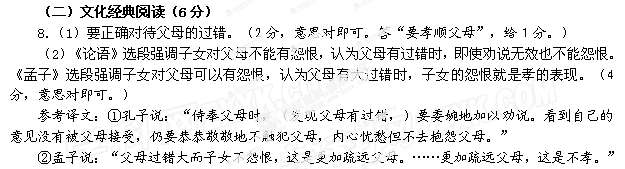 （二）文化经典阅读（6 分）
8.（1）要正确对待父母的过错。（2 分，意思对即可。答“要孝顺父母”，给 1 分。）
（2）《论语》选段强调子女对父母不能有怨恨，认为父母有过错时，即使劝说无效也不能怨恨。
《孟子》选段强调子女对父母可以有怨恨，认为父母有大过错时，子女的怨恨就是孝的表现。（4
分，意思对即可。）
参考译文：①孔子说：“侍奉父母时，（发现父母有过错，）要委婉地加以劝说。看到自己的
意见没有被父母接受，仍要恭恭敬敬地不触犯父母，内心忧愁但不去抱怨父母。”
②孟子说：“父母过错大而子女不怨恨，这是更加疏远父母。……更加疏远父母，这是不孝。”